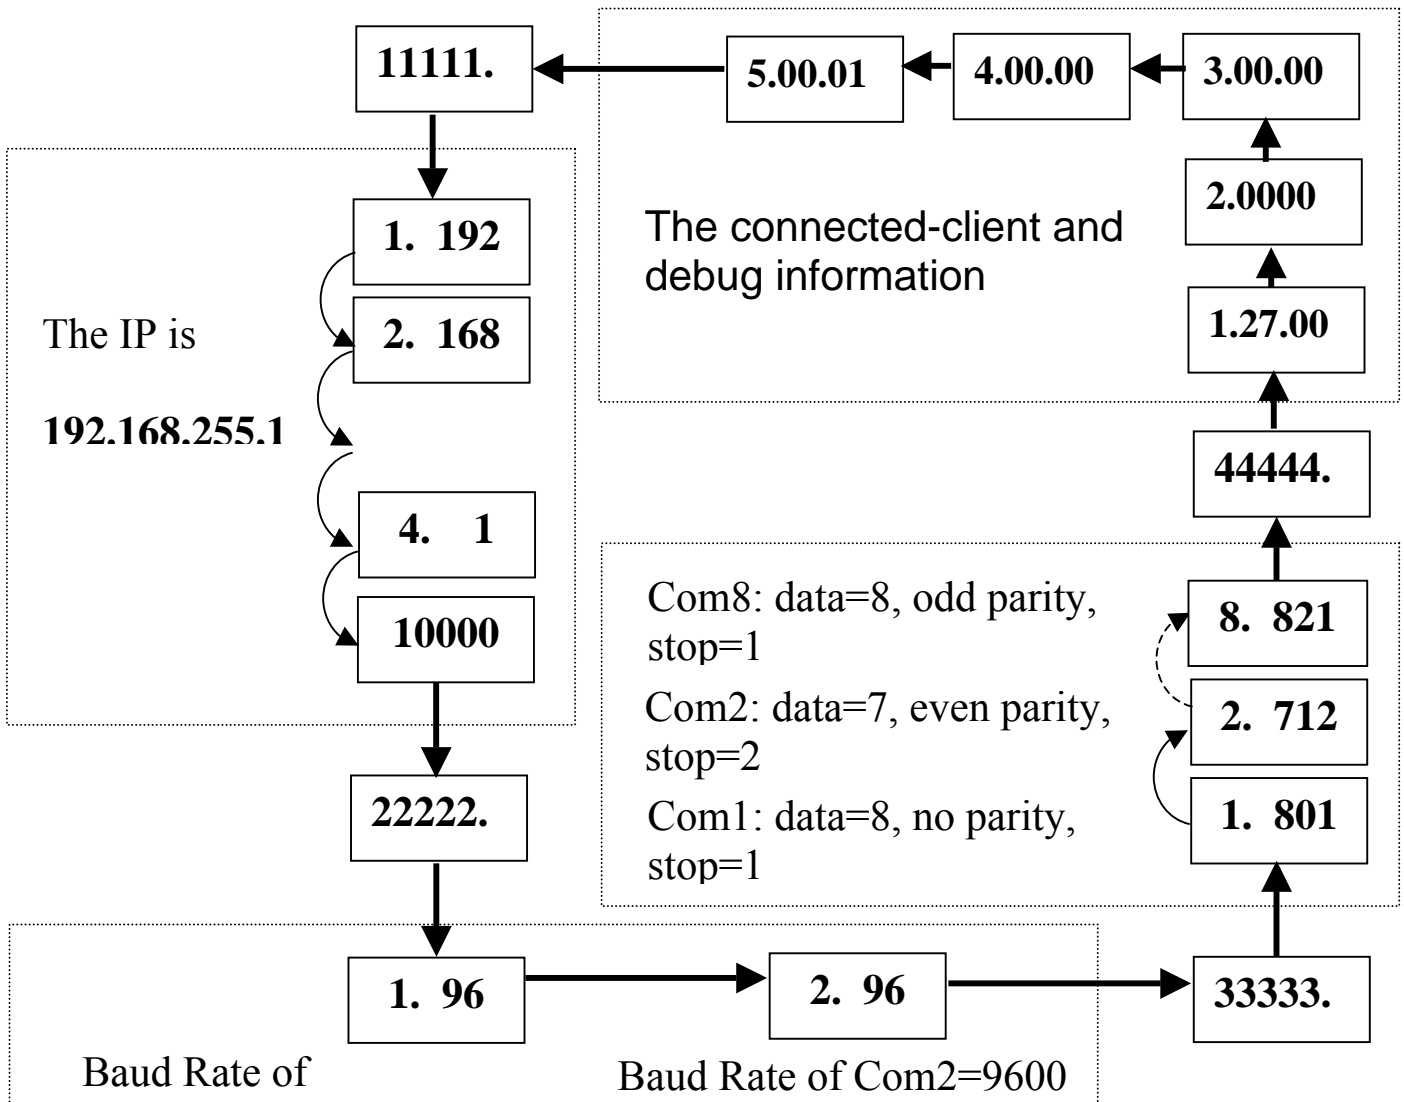 11111.
5.00.01
4.00.00
3.00.00
2.0000
1.27.00
The connected-client and
debug information
1. 192
2. 168
The IP is
192.168.255.1
4. 1
10000
44444.
Com8: data=8, odd parity,
stop=1
8. 821
Com2: data=7, even parity,
stop=2
2. 712
Com1: data=8, no parity,
stop=1
1. 801
22222.
1. 96
2. 96
33333.
Baud Rate of
Baud Rate of Com2=9600